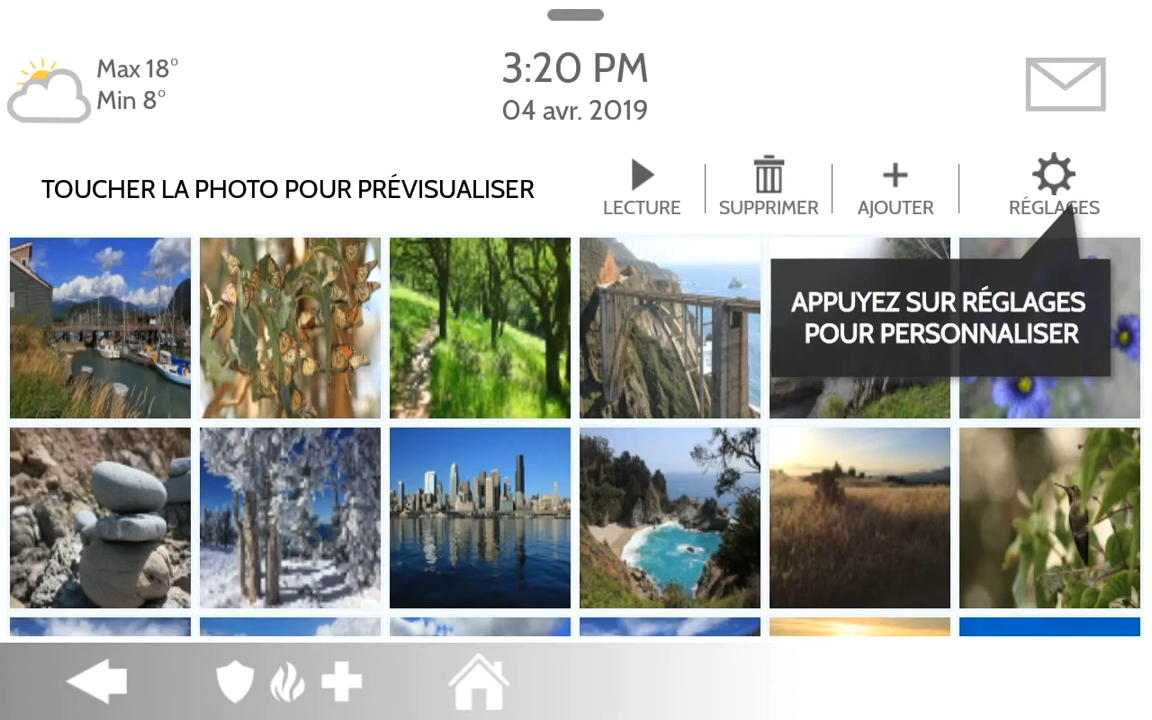 Max 18°
Min 8°
3:20 PM
04 avr. 2019
TOUCHER LA PHOTO POUR PRÉVISUALISER
LECTURE
SUPPRIMER
AJOUTER
RÉGLAGES
APPUYEZ SUR RÉGLAGES
POUR PERSONNALISER